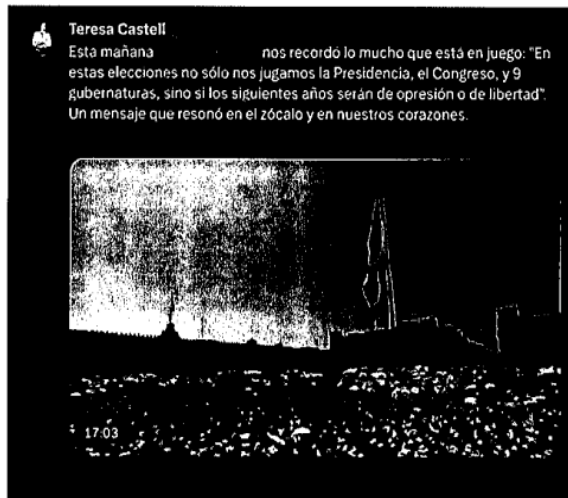 Teresa Castell
Esta mañana nos recordó lo mucho que está en juego: "En
estas elecciones no sólo nos jugamos la Presidencia, el Congreso, y 9
gubernaturas, sino si los siguientes años serán de opresión o de libertad".
Un mensaje que resonó en el zócalo y en nuestros corazones.
17:03